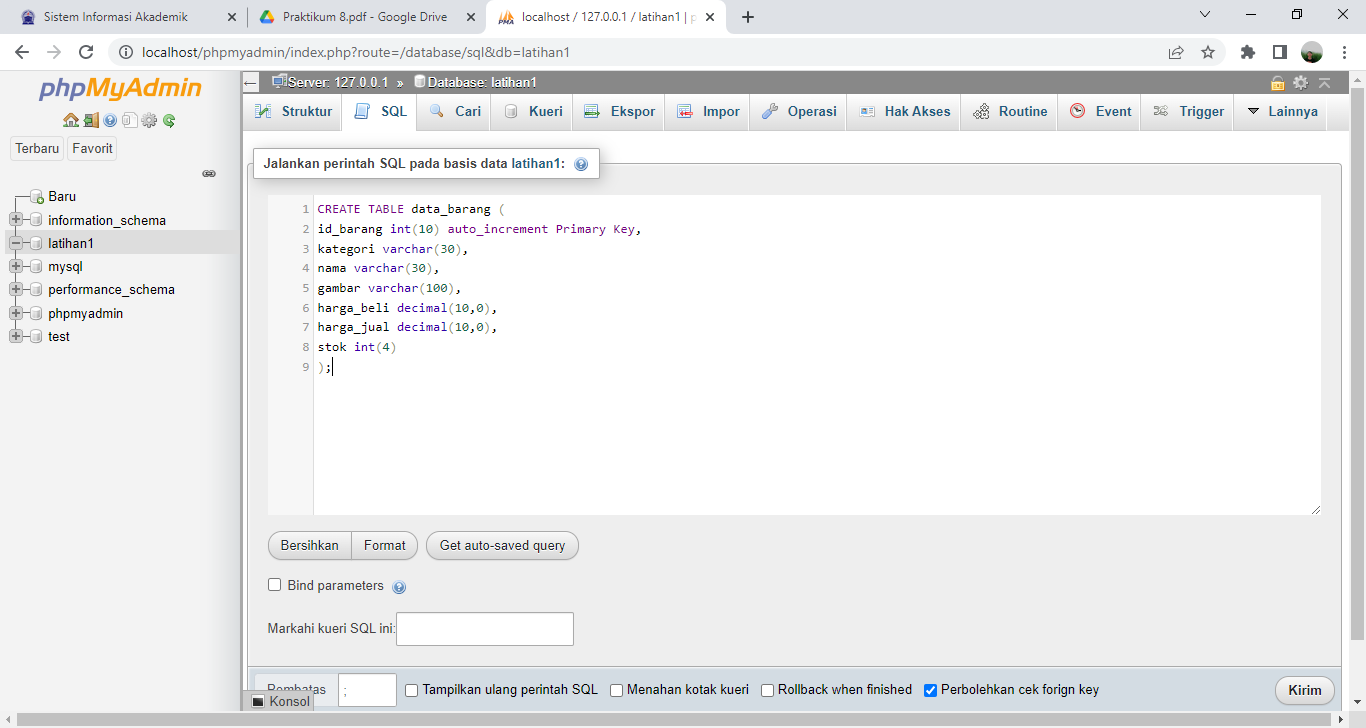 Sistem Informasi Akademik
Praktikum 8.pdf - Google Drive
localhost / 127.0.0.1 / latihan1 | p
localhost/phpmyadmin/index.php?route=/database/sql&db=latihan1
phpMyAdmin
Terbaru
Favorit
Baru
information_schema
latihan1
mysql
performance_schema
phpmyadmin
test
Server: 127.0.0.1 » Database: latihan1
Struktur
SQL
Cari
Kueri
Ekspor
Impor
Operasi
Hak Akses
Routine
Event
Trigger
Lainnya
Jalankan perintah SQL pada basis data latihan1:
1 CREATE TABLE data_barang (
2 id_barang int(10) auto_increment Primary Key,
3 kategori varchar(30),
4 nama varchar(30),
5 gambar varchar(100),
6 harga_beli decimal(10,0),
7 harga_jual decimal(10,0),
8 stok int(4)
9 );
Bersihkan
Format
Get auto-saved query
Bind parameters
Markahi kueri SQL ini:
Pembatas
;
Tampilkan ulang perintah SQL
Menahan kotak kueri
Rollback when finished
Perbolehkan cek forign key
Kirim
Konsol